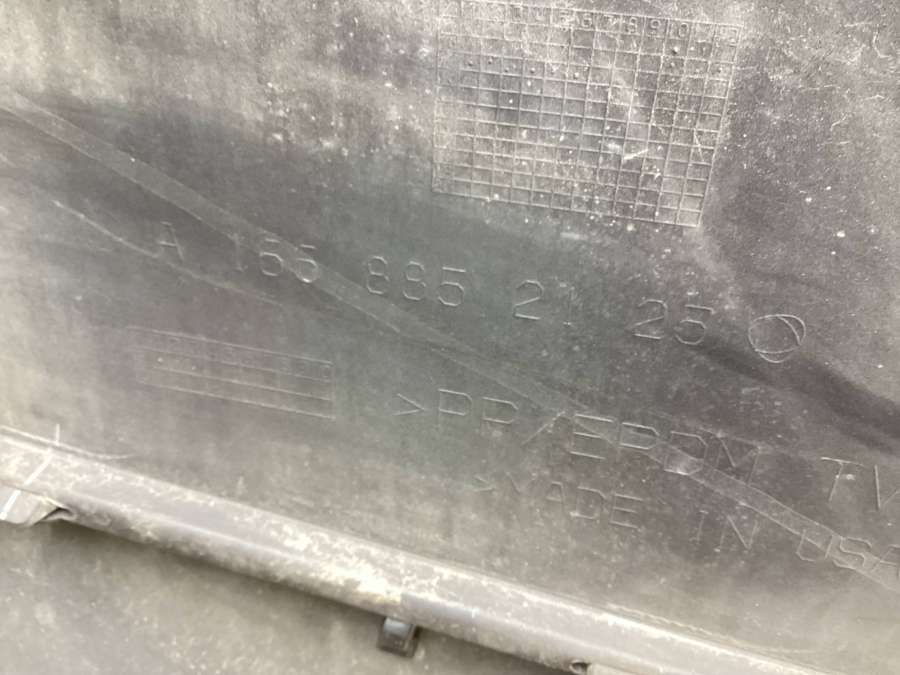 A 166 885 21 25
>PP/EPDM TV
>MADE IN USA